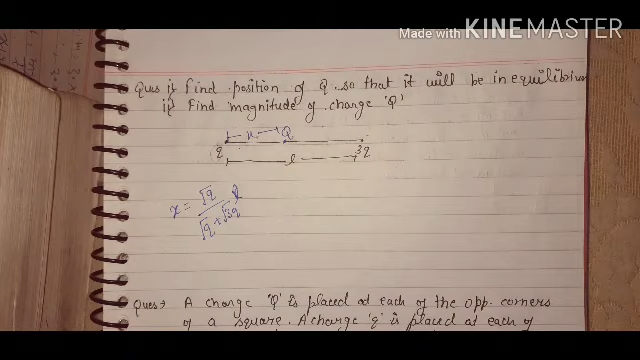 Made with KINEMASTER
Ques i) find position of Q. so that it will be in equilibrium
ii) find magnitude of charge 'Q'
x Q
q 3q
l
x = √q l
√q + √3q
Ques → A charge 'Q' is placed at each of the opp. corners
of a square. A charge 'q' is placed at each of